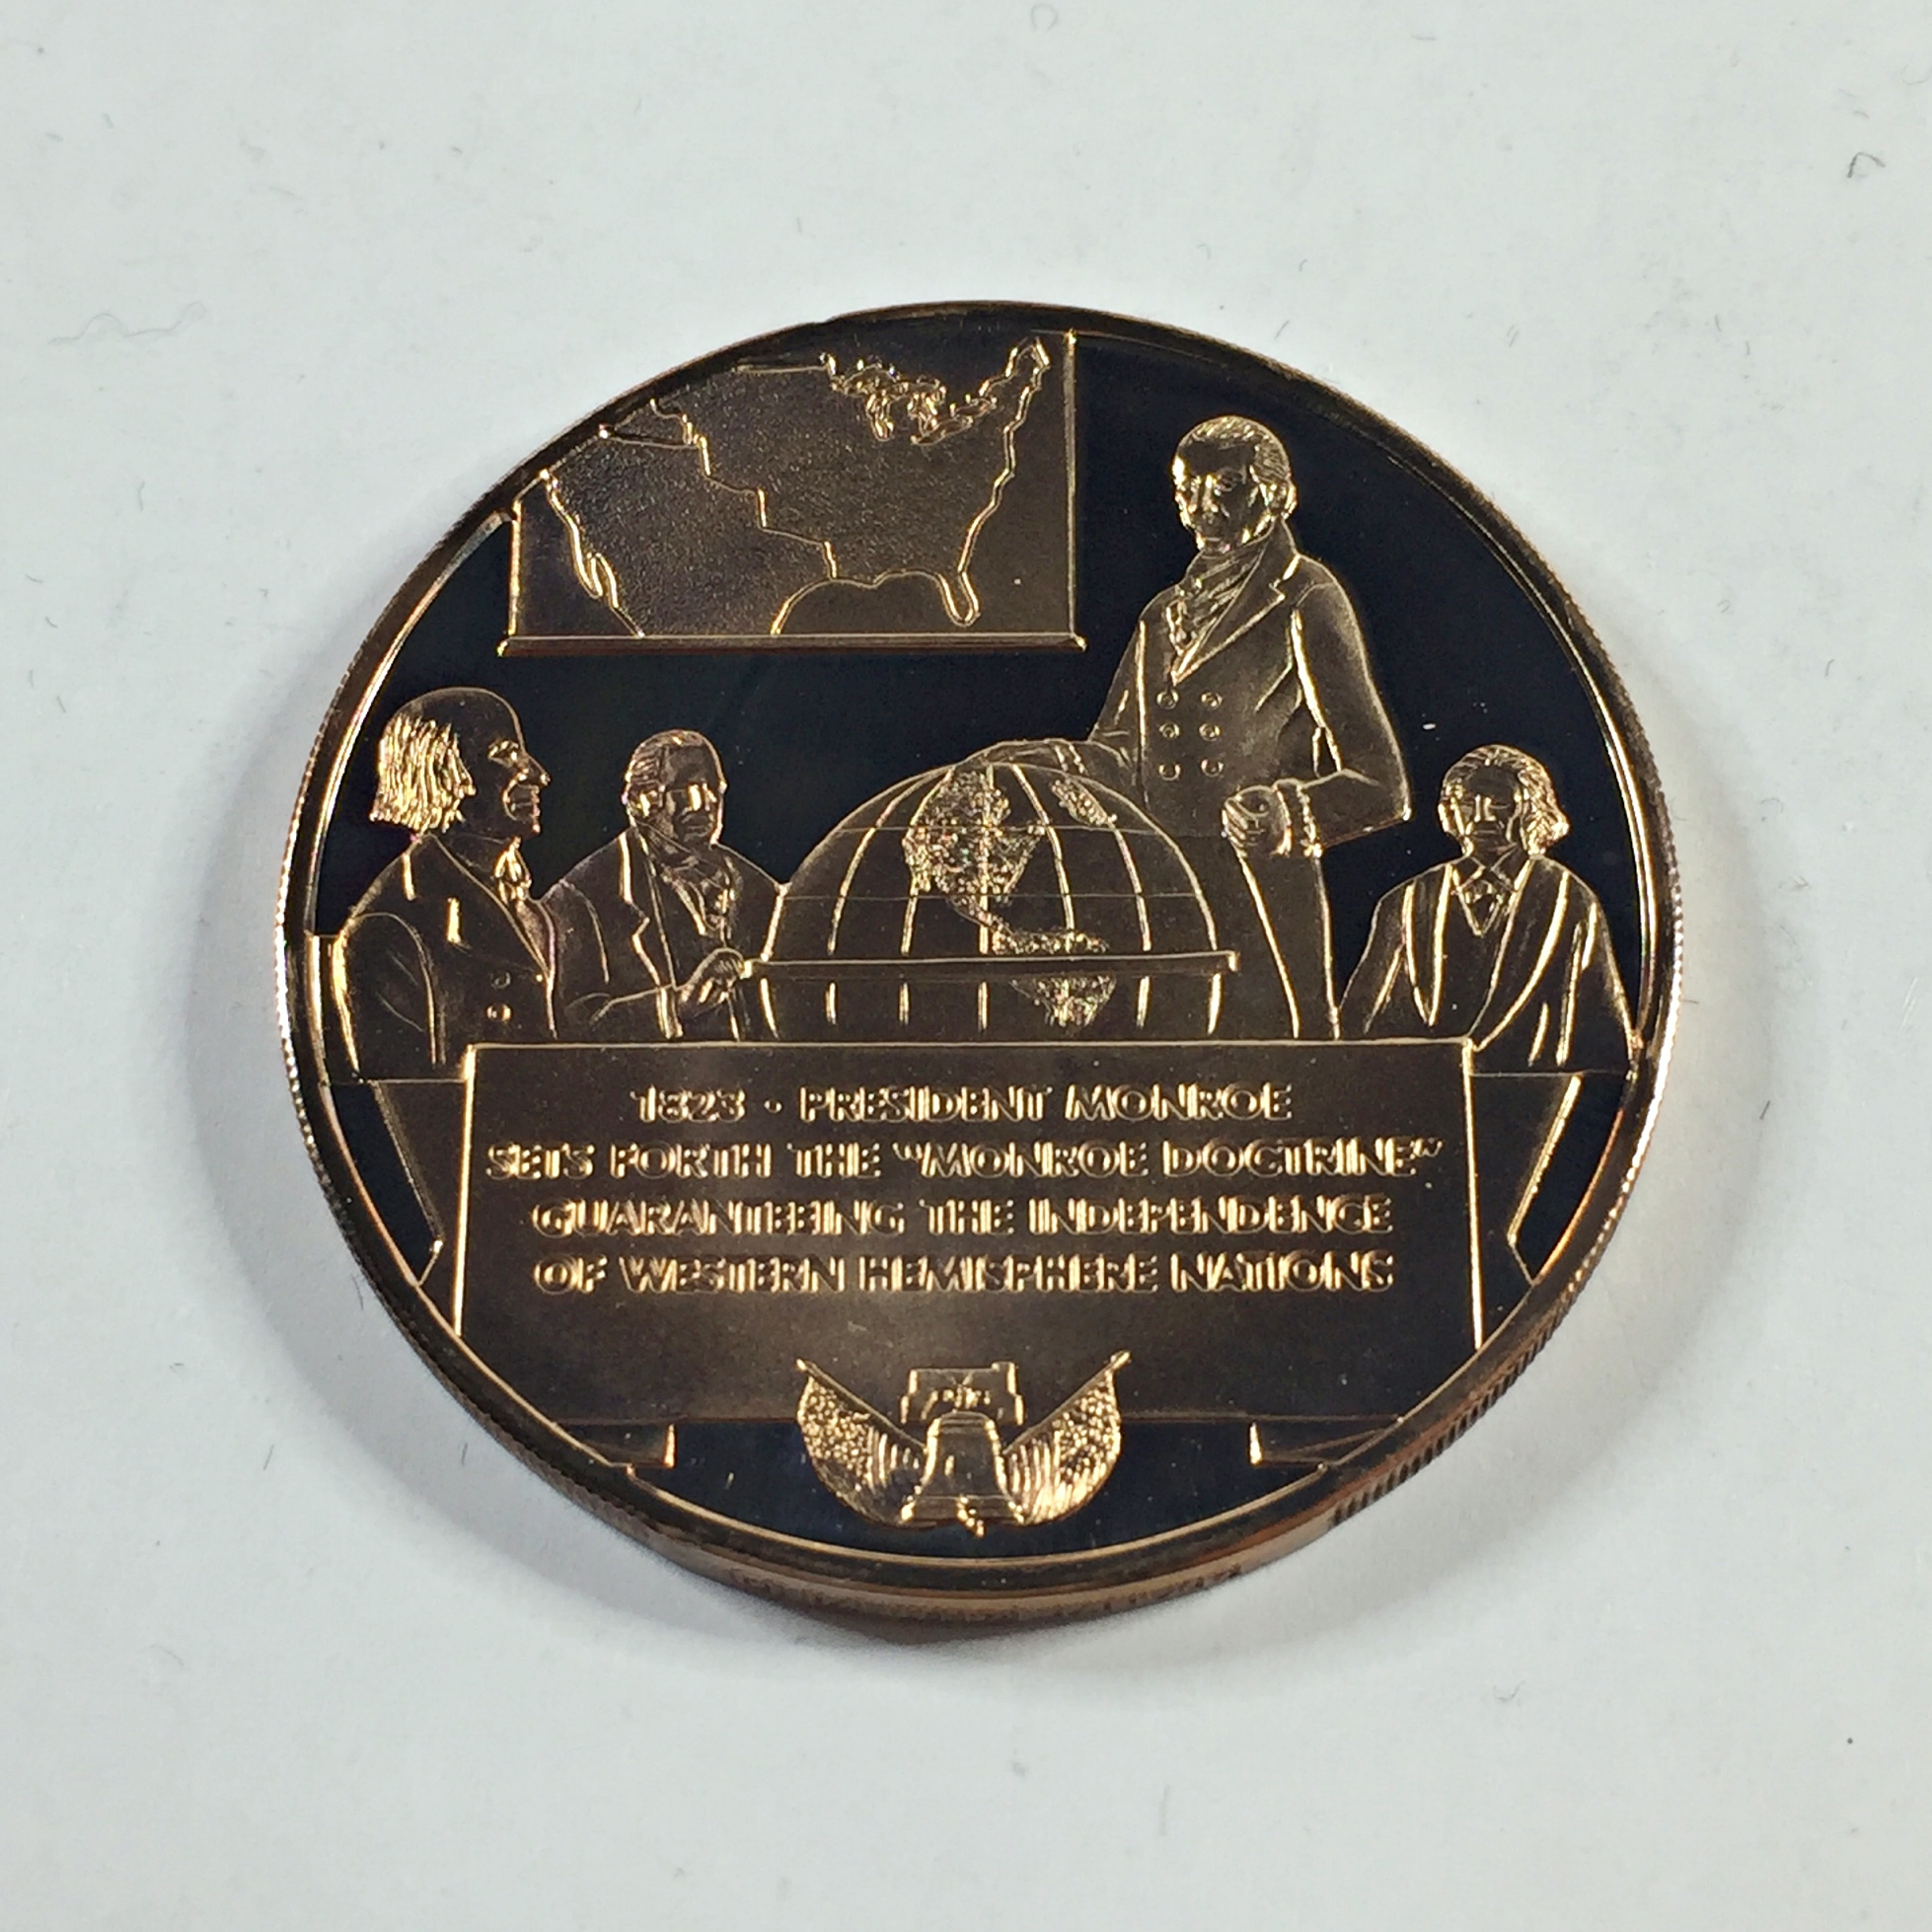 1823 · PRESIDENT MONROE
SETS FORTH THE "MONROE DOCTRINE"
GUARANTEEING THE INDEPENDENCE
OF WESTERN HEMISPHERE NATIONS